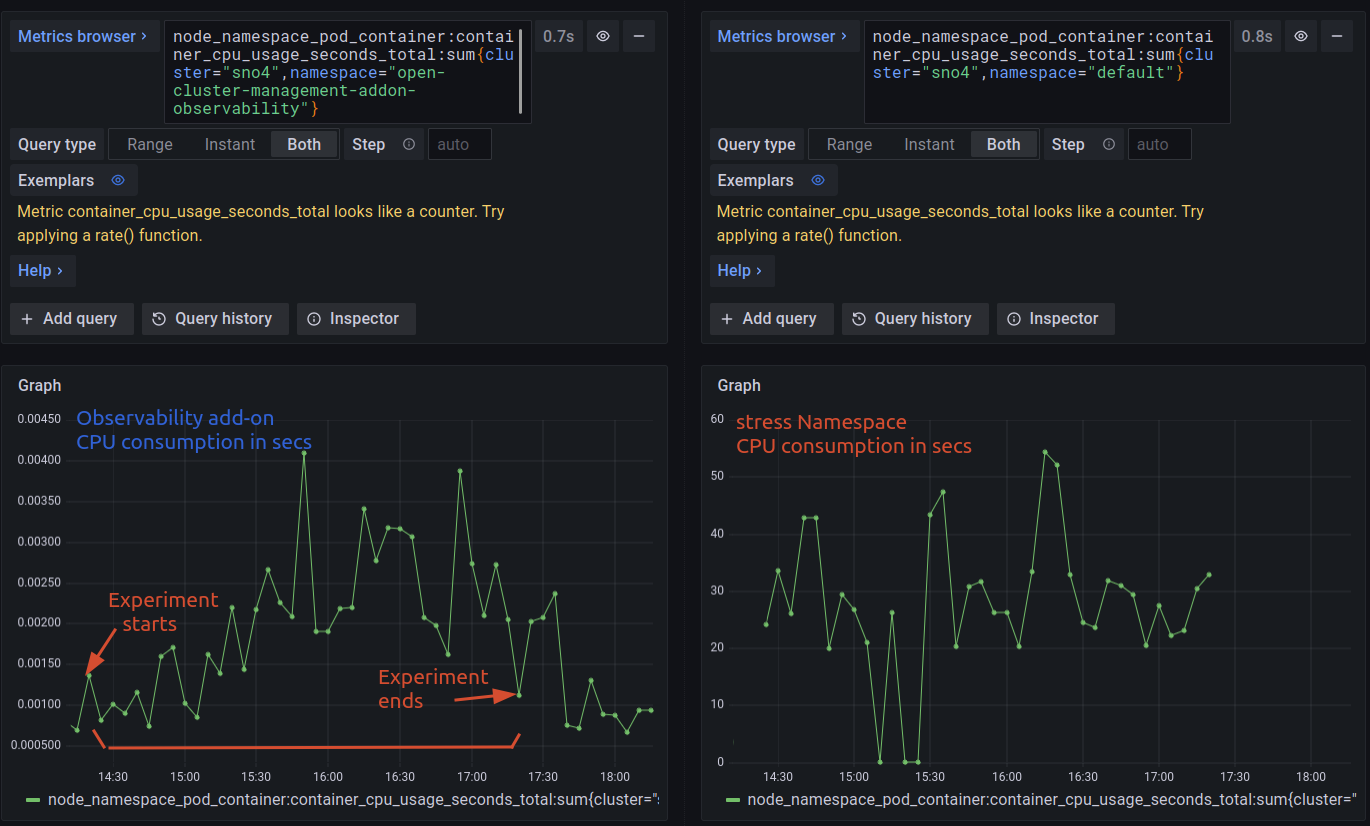 Metrics browser ›
node_namespace_pod_container:contai
ner_cpu_usage_seconds_total:sum{clu
ster="sno4",namespace="open-
cluster-management-addon-
observability"}
0.7s
Query type
Range
Instant
Both
Step
auto
Exemplars
Metric container_cpu_usage_seconds_total looks like a counter. Try
applying a rate() function.
Help ›
+ Add query
Query history
Inspector
Graph
Observability add-on
CPU consumption in secs
0.00450
0.00400
0.00350
0.00300
0.00250
0.00200
0.00150
0.00100
0.000500
Experiment
starts
Experiment
ends
14:30
15:00
15:30
16:00
16:30
17:00
17:30
18:00
node_namespace_pod_container:container_cpu_usage_seconds_total:sum{cluster="
Metrics browser ›
node_namespace_pod_container:contai
ner_cpu_usage_seconds_total:sum{clu
ster="sno4",namespace="default"}
0.8s
Query type
Range
Instant
Both
Step
auto
Exemplars
Metric container_cpu_usage_seconds_total looks like a counter. Try
applying a rate() function.
Help ›
+ Add query
Query history
Inspector
Graph
stress Namespace
CPU consumption in secs
60
50
40
30
20
10
0
14:30
15:00
15:30
16:00
16:30
17:00
17:30
18:00
node_namespace_pod_container:container_cpu_usage_seconds_total:sum{cluster="